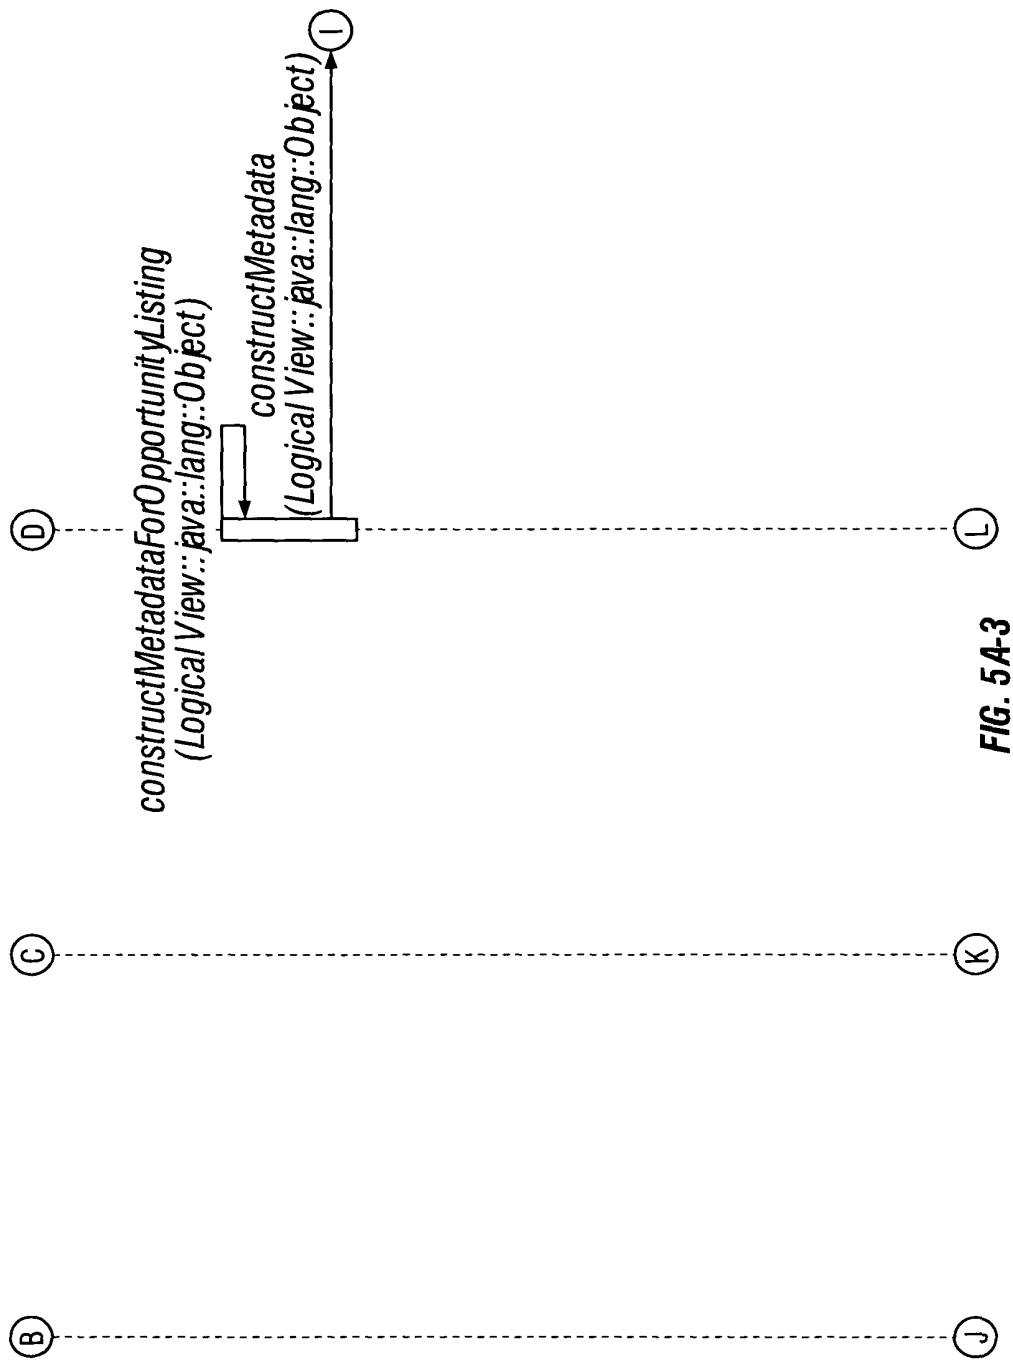 B
C
D
constructMetadataForOpportunityListing
(Logical View::java::lang::Object)
constructMetadata
(Logical View::java::lang::Object)
I
J
K
L
FIG. 5A-3